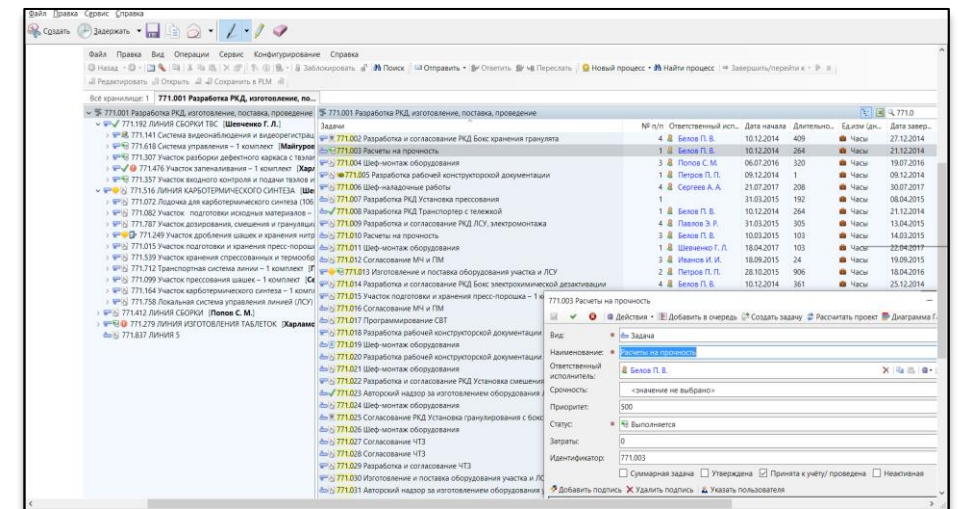 Файл Правка Сервис Справка
Создать Задержать
Файл Правка Вид Операции Сервис Конфигурирование Справка
Назад Заблокировать Поиск Отправить Ответить Переслать Новый процесс Найти процесс Завершить/перейти к
Редактировать Открыть Сохранить в PLM
Всё хранилище: 1 771.001 Разработка РКД, изготовление, по...
771.001 Разработка РКД, изготовление, поставка, проведение
771.192 ЛИНИЯ СБОРКИ ТВС [Шевченко Г. Л.]
771.141 Система видеонаблюдения и видеорегистрац
771.618 Система управления – 1 комплект [Майгуров
771.307 Участок разборки дефектного каркаса с твэлам
771.476 Участок запеналивания – 1 комплект [Харл
771.357 Участок входного контроля и подачи твэлов и
771.516 ЛИНИЯ КАРБОТЕРМИЧЕСКОГО СИНТЕЗА [Ше
771.072 Лодочка для карботермического синтеза (106
771.082 Участок подготовки исходных материалов –
771.787 Участок дозирования, смешения и грануляци
771.249 Участок дробления шашек и хранения нитр
771.015 Участок подготовки и хранения пресс-порошк
771.539 Участок хранения спрессованных и термообр
771.712 Транспортная система линии – 1 комплект [П
771.099 Участок прессования шашек – 1 комплект [Се
771.164 Участок карботермического синтеза – 1 компл
771.758 Локальная система управления линией (ЛСУ)
771.412 ЛИНИЯ СБОРКИ [Попов С. М.]
771.279 ЛИНИЯ ИЗГОТОВЛЕНИЯ ТАБЛЕТОК [Харламо
771.837 ЛИНИЯ 5
771.001 Разработка РКД, изготовление, поставка, проведение 771.0
Задачи № п/п Ответственный исп... Дата начала Длительно... Ед.изм (дн... Дата завер...
771.002 Разработка и согласование РКД Бокс хранения гранулята 4 Белов П. В. 10.12.2014 409 Часы 27.12.2014
771.003 Расчеты на прочность 1 Белов П. В. 10.12.2014 264 Часы 21.12.2014
771.004 Шеф-монтаж оборудования 3 Попов С. М. 06.07.2016 320 Часы 19.07.2016
771.005 Разработка рабочей конструкторской документации 1 Петров П. П. 09.12.2014 1 Часы 09.12.2014
771.006 Шеф-наладочные работы 4 Сергеев А. А. 21.07.2017 208 Часы 30.07.2017
771.007 Разработка РКД Установка прессования 1 31.03.2015 192 Часы 08.04.2015
771.008 Разработка РКД Транспортер с тележкой 1 Белов П. В. 10.12.2014 264 Часы 21.12.2014
771.009 Разработка и согласование РКД ЛСУ, электромонтажа 4 Павлов Э. Р. 31.03.2015 305 Часы 13.04.2015
771.010 Расчеты на прочность 3 Белов П. В. 10.03.2015 103 Часы 14.03.2015
771.011 Шеф-монтаж оборудования 1 Шевченко Г. Л. 18.04.2017 103 Часы 22.04.2017
771.012 Согласование МЧ и ПМ 3 Иванов И. И. 18.09.2015 24 Часы 19.09.2015
771.013 Изготовление и поставка оборудования участка и ЛСУ 2 Петров П. П. 28.10.2015 906 Часы 18.04.2016
771.014 Разработка и согласование РКД Бокс электрохимической дезактивации 4 Белов П. В. 10.12.2014 361 Часы 25.12.2014
771.015 Участок подготовки и хранения пресс-порошка – 1 ко
771.016 Согласование МЧ и ПМ
771.017 Программирование СВТ
771.018 Разработка рабочей конструкторской документации
771.019 Шеф-монтаж оборудования
771.020 Разработка рабочей конструкторской документации
771.021 Шеф-монтаж оборудования
771.022 Разработка и согласование РКД Установка смешения
771.023 Авторский надзор за изготовлением оборудования Л
771.024 Шеф-монтаж оборудования
771.025 Согласование РКД Установка гранулирования с бокс
771.026 Шеф-монтаж оборудования
771.027 Согласование ЧТЗ
771.028 Согласование ЧТЗ
771.029 Разработка и согласование ЧТЗ
771.030 Изготовление и поставка оборудования участка и ЛС
771.031 Авторский надзор за изготовлением оборудования у
771.003 Расчеты на прочность
Действия Добавить в очередь Создать задачу Рассчитать проект Диаграмма Г
Вид: Задача
Наименование: Расчеты на прочность
Ответственный исполнитель: Белов П. В.
Срочность: <значение не выбрано>
Приоритет: 500
Статус: Выполняется
Затраты: 0
Идентификатор: 771.003
Суммарная задача Утверждена Принята к учёту/ проведена Неактивная
Добавить подпись Удалить подпись Указать пользователя